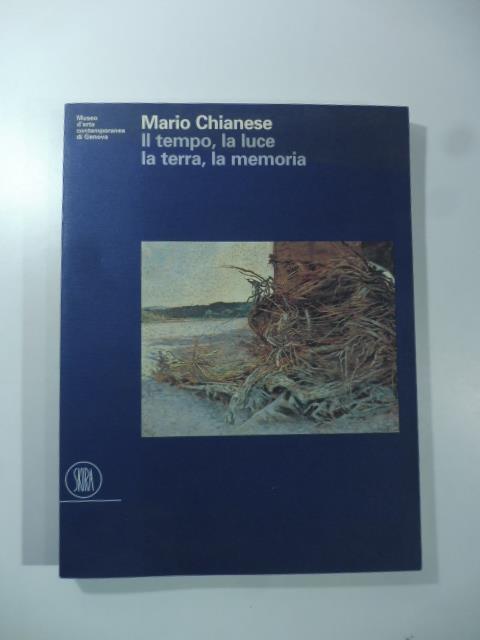 Museo
d'arte
contemporanea
di Genova
Mario Chianese
Il tempo, la luce
la terra, la memoria
SKIRA